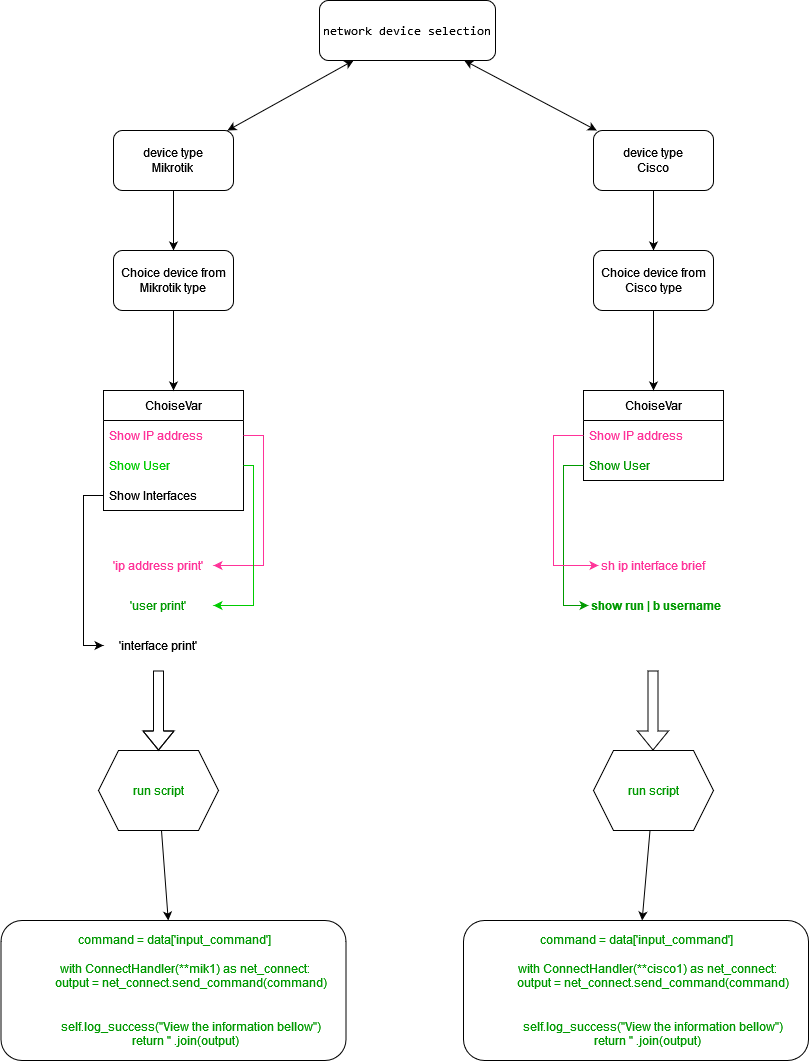 network device selection
device type
Mikrotik
device type
Cisco
Choice device from
Mikrotik type
Choice device from
Cisco type
ChoiseVar
Show IP address
Show User
Show Interfaces
ChoiseVar
Show IP address
Show User
'ip address print'
'user print'
'interface print'
sh ip interface brief
show run | b username
run script
run script
command = data['input_command']
with ConnectHandler(**mik1) as net_connect:
output = net_connect.send_command(command)
self.log_success("View the information bellow")
return '' .join(output)
command = data['input_command']
with ConnectHandler(**cisco1) as net_connect:
output = net_connect.send_command(command)
self.log_success("View the information bellow")
return '' .join(output)